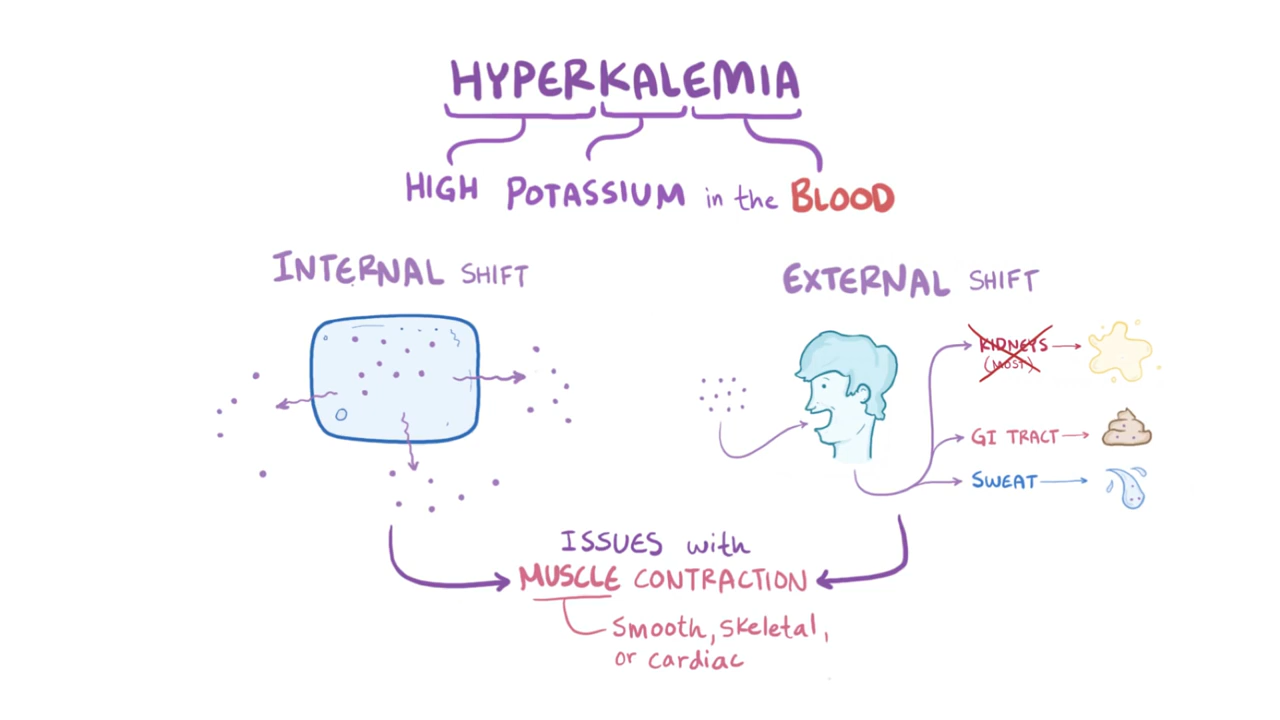 HYPERKALEMIA
HIGH POTASSIUM in the BLOOD
INTERNAL SHIFT
EXTERNAL SHIFT
KIDNEYS
(MOST)
GI TRACT
SWEAT
ISSUES with
MUSCLE CONTRACTION
Smooth, skeletal,
or cardiac